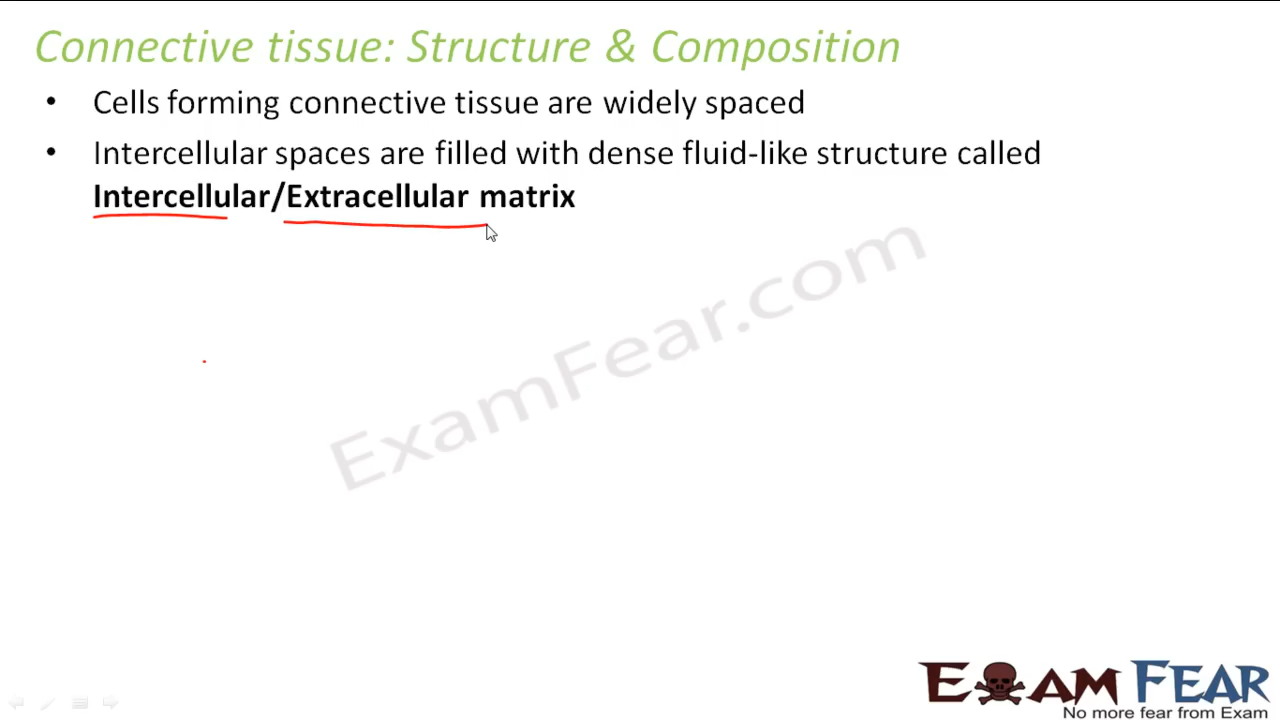 Connective tissue: Structure & Composition
• Cells forming connective tissue are widely spaced
• Intercellular spaces are filled with dense fluid-like structure called
Intercellular/Extracellular matrix
ExamFear.com
EXAM FEAR
No more fear from Exam